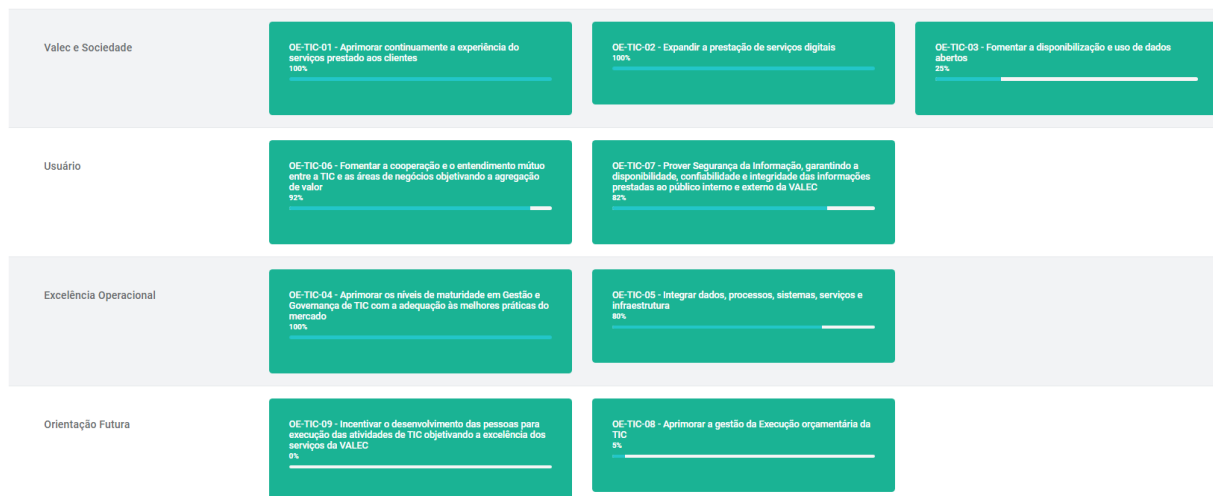 Valec e Sociedade
OE-TIC-01 - Aprimorar continuamente a experiência do
serviços prestado aos clientes
100%
OE-TIC-02 - Expandir a prestação de serviços digitais
100%
OE-TIC-03 - Fomentar a disponibilização e uso de dados
abertos
25%
Usuário
OE-TIC-06 - Fomentar a cooperação e o entendimento mútuo
entre a TIC e as áreas de negócios objetivando a agregação
de valor
92%
OE-TIC-07 - Prover Segurança da Informação, garantindo a
disponibilidade, confiabilidade e integridade das informações
prestadas ao público interno e externo da VALEC
82%
Excelência Operacional
OE-TIC-04 - Aprimorar os níveis de maturidade em Gestão e
Governança de TIC com a adequação às melhores práticas do
mercado
100%
OE-TIC-05 - Integrar dados, processos, sistemas, serviços e
infraestrutura
80%
Orientação Futura
OE-TIC-09 - Incentivar o desenvolvimento das pessoas para
execução das atividades de TIC objetivando a excelência dos
serviços da VALEC
0%
OE-TIC-08 - Aprimorar a gestão da Execução orçamentária da
TIC
5%